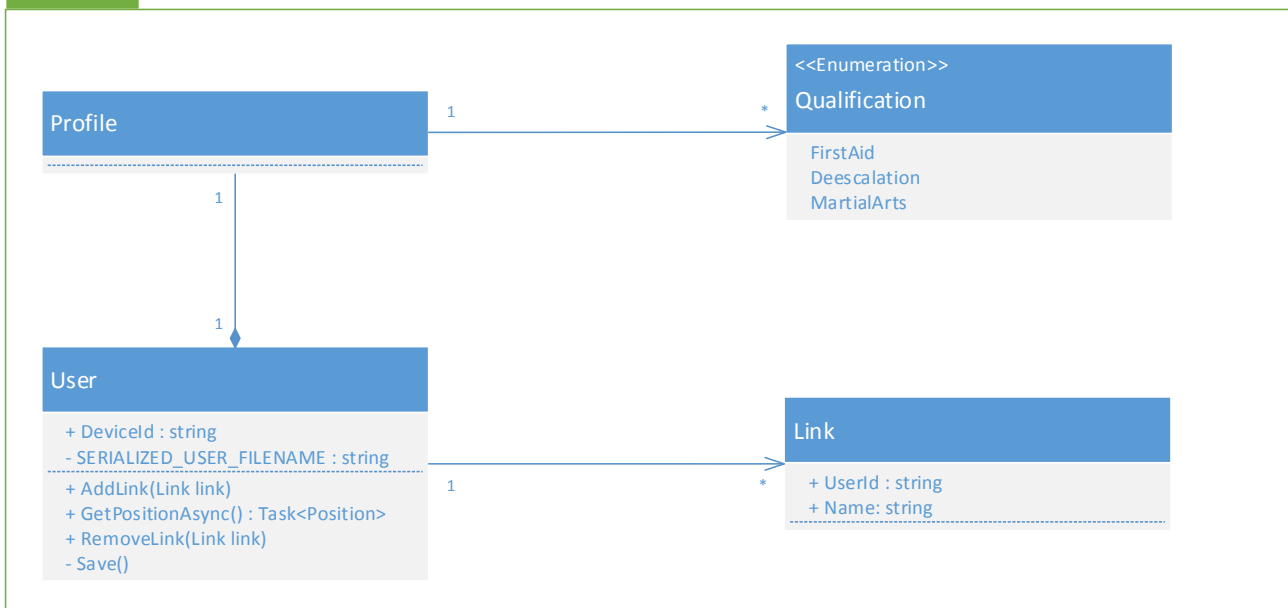 <<Enumeration>>
Qualification
FirstAid
Deescalation
MartialArts
Profile
1
*
1
1
User
+ DeviceId : string
- SERIALIZED_USER_FILENAME : string
+ AddLink(Link link)
+ GetPositionAsync() : Task<Position>
+ RemoveLink(Link link)
- Save()
1
*
Link
+ UserId : string
+ Name: string